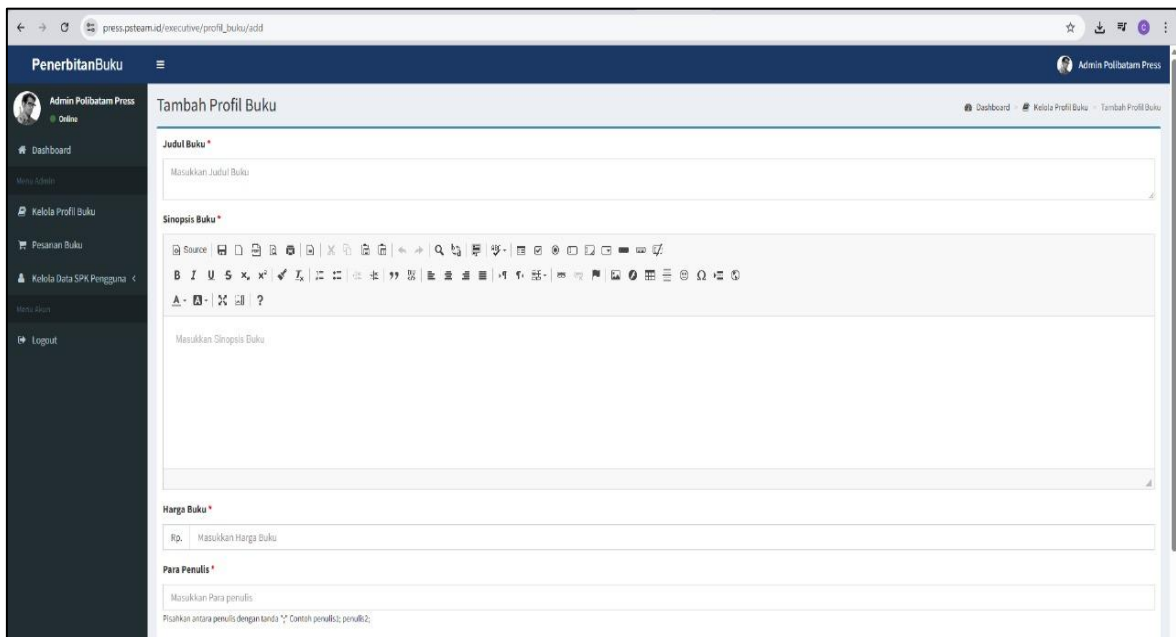 press.psteam.id/executive/profil_buku/add
C
PenerbitanBuku
Admin Polibatam Press
Admin Polibatam Press
Online
Tambah Profil Buku
Dashboard > Kelola Profil Buku > Tambah Profil Buku
Dashboard
Menu Admin
Kelola Profil Buku
Pesanan Buku
Kelola Data SPK Pengguna <
Menu Akun
Logout
Judul Buku *
Masukkan Judul Buku
Sinopsis Buku *
Source
B I U S x₂ x² Iₓ
A A ?
Masukkan Sinopsis Buku
Harga Buku *
Rp. Masukkan Harga Buku
Para Penulis *
Masukkan Para penulis
Pisahkan antara penulis dengan tanda ";" Contoh penulis1; penulis2;